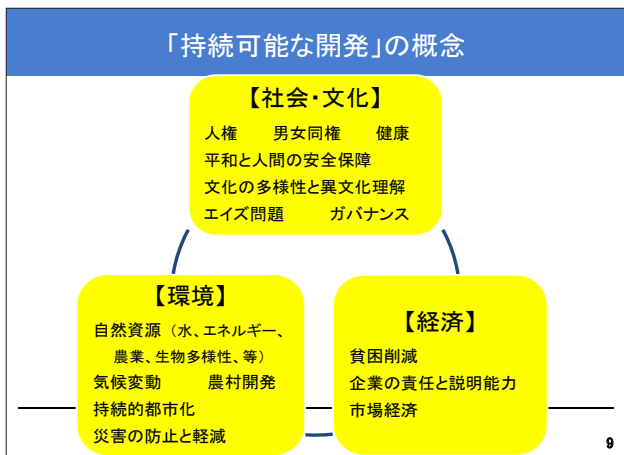 「持続可能な開発」の概念
【社会・文化】
人権　男女同権　健康
平和と人間の安全保障
文化の多様性と異文化理解
エイズ問題　ガバナンス
【環境】
自然資源（水、エネルギー、
農業、生物多様性、等）
気候変動　農村開発
持続的都市化
災害の防止と軽減
【経済】
貧困削減
企業の責任と説明能力
市場経済
9